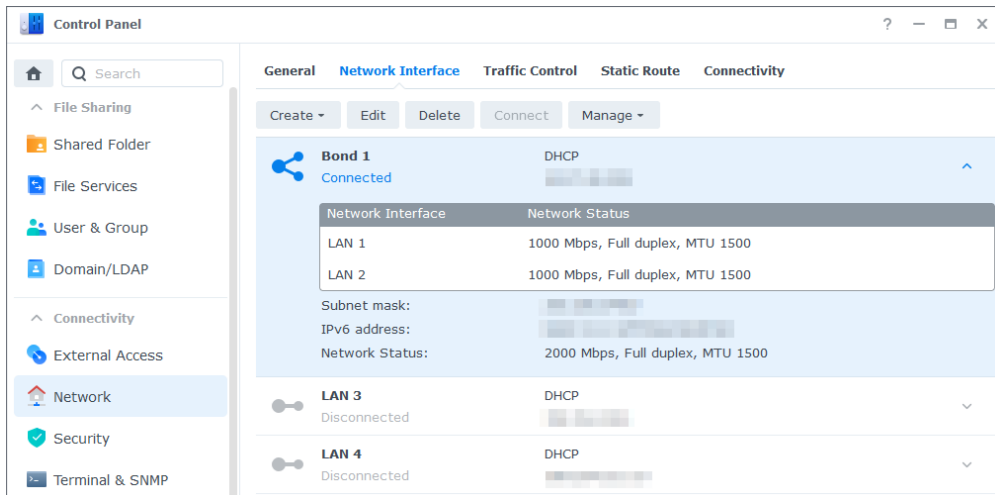 Control Panel
?
Search
File Sharing
Shared Folder
File Services
User & Group
Domain/LDAP
Connectivity
External Access
Network
Security
Terminal & SNMP
General Network Interface Traffic Control Static Route Connectivity
Create Edit Delete Connect Manage
Bond 1 DHCP
Connected
Network Interface Network Status
LAN 1 1000 Mbps, Full duplex, MTU 1500
LAN 2 1000 Mbps, Full duplex, MTU 1500
Subnet mask:
IPv6 address:
Network Status: 2000 Mbps, Full duplex, MTU 1500
LAN 3 DHCP
Disconnected
LAN 4 DHCP
Disconnected